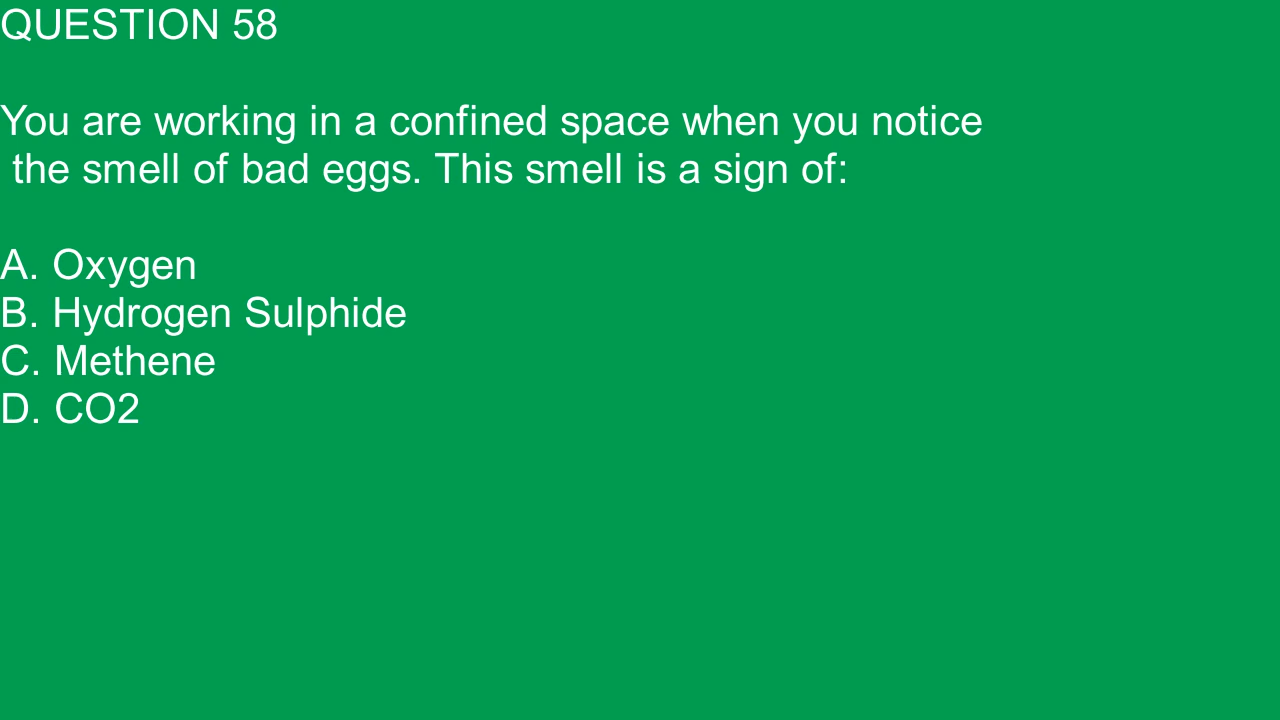 QUESTION 58
You are working in a confined space when you notice
the smell of bad eggs. This smell is a sign of:
A. Oxygen
B. Hydrogen Sulphide
C. Methene
D. CO2